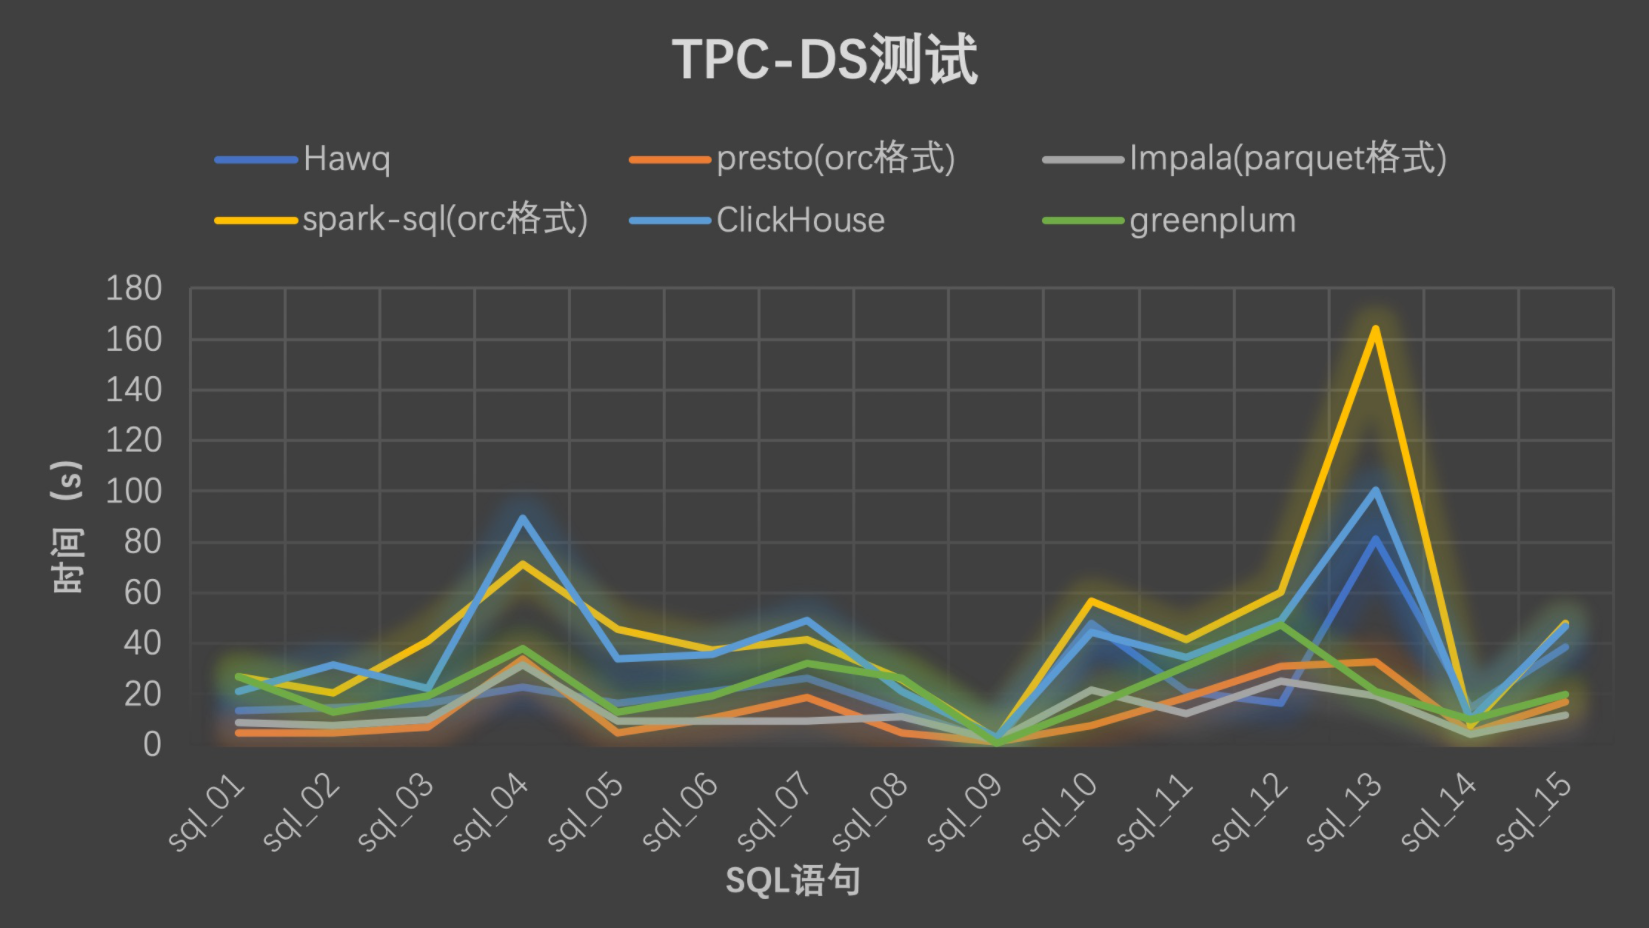 TPC-DS测试
Hawq
presto(orc格式)
Impala(parquet格式)
spark-sql(orc格式)
ClickHouse
greenplum
180
160
140
120
100
80
60
40
20
0
时间（s）
sql_01
sql_02
sql_03
sql_04
sql_05
sql_06
sql_07
sql_08
sql_09
sql_10
sql_11
sql_12
sql_13
sql_14
sql_15
SQL语句